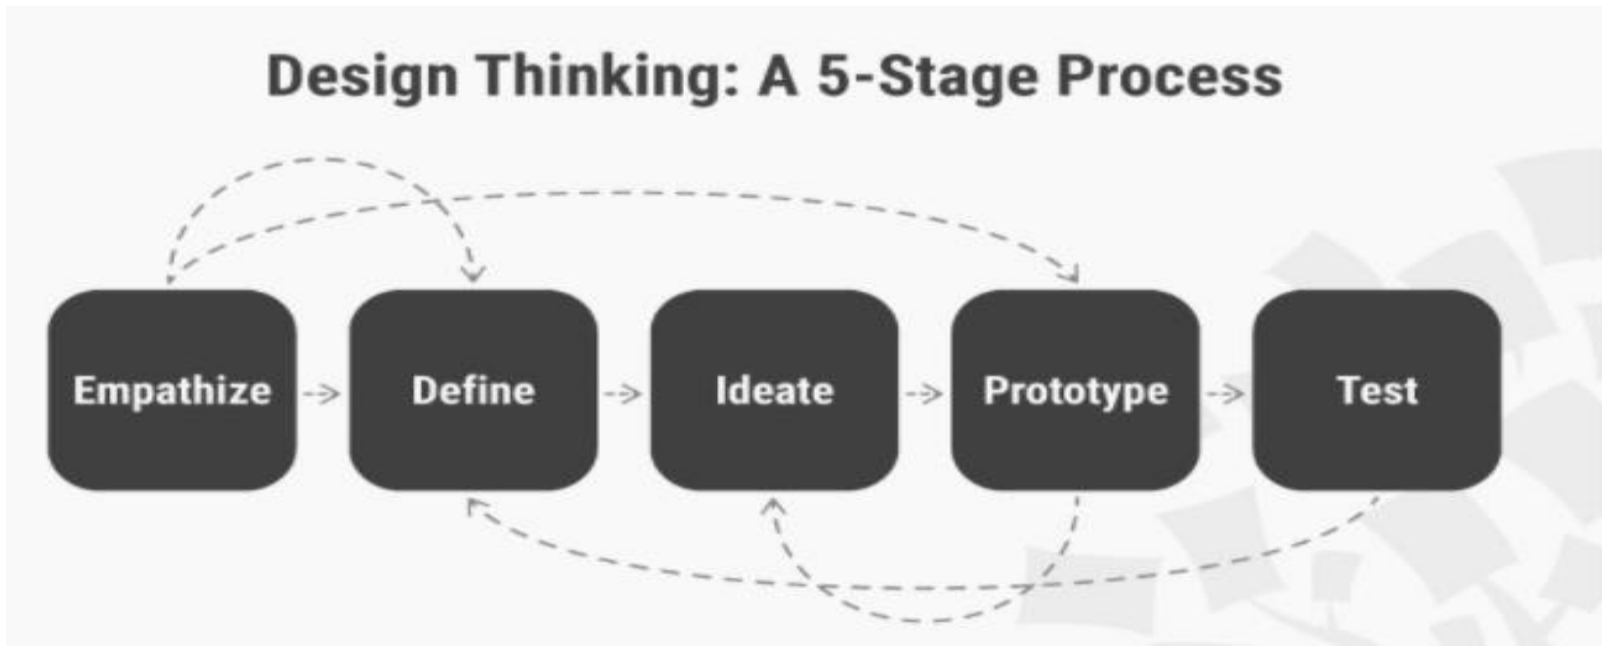 Design Thinking: A 5-Stage Process
Empathize
Define
Ideate
Prototype
Test